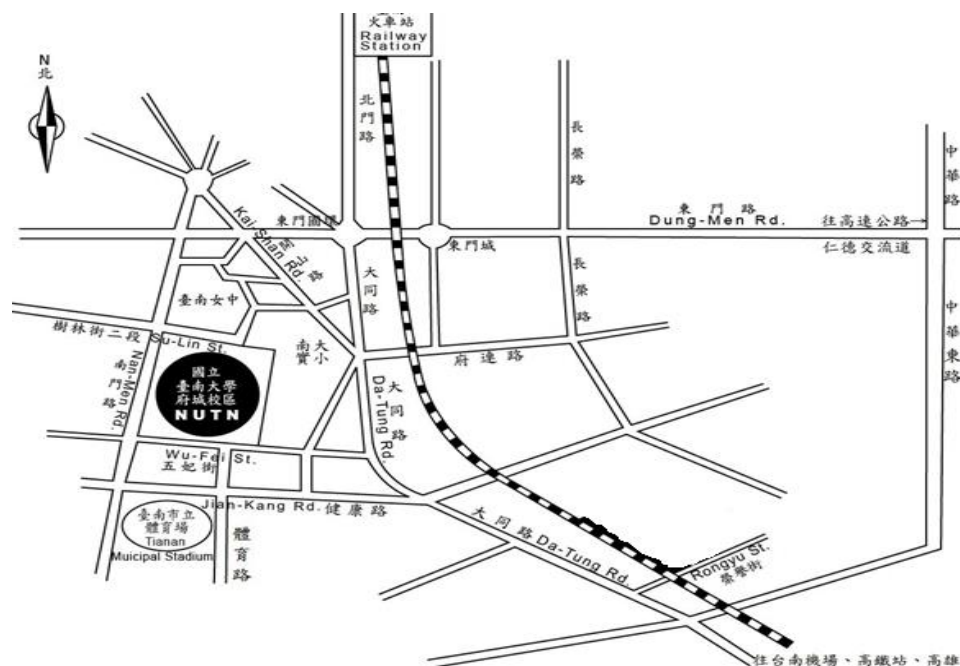 火車站
Railway
Station
N
北
北門路
長榮路
中華路
東門路
Dung-Men Rd.
往高速公路→
仁德交流道
東門圓環
東門城
Kai-Shan Rd.
開山路
大同路
長榮路
中華東路
臺南女中
樹林街二段 Su-Lin St.
南大
實小
府連路
Nan-Men Rd.
南門路
國立
臺南大學
府城校區
NUTN
大同路
Da-Tung Rd.
Wu-Fei St.
五妃街
Jian-Kang Rd. 健康路
大同路 Da-Tung Rd.
臺南市立
體育場
Tianan
Muicipal Stadium
體育路
Rongyu St.
榮譽街
往台南機場、高鐵站、高雄